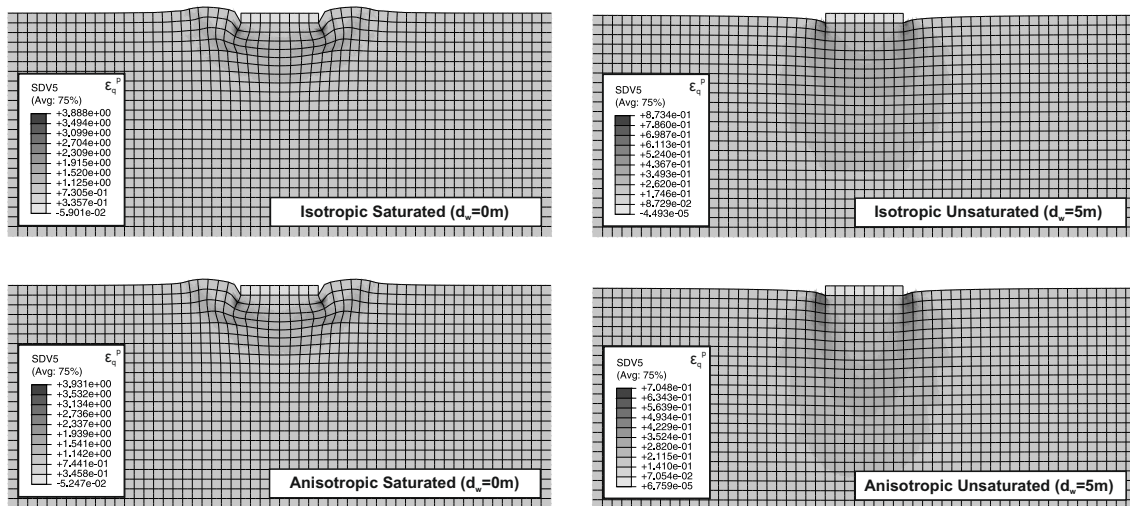 SDV5 εqᵖ
(Avg: 75%)
+3.888e+00
+3.494e+00
+3.099e+00
+2.704e+00
+2.309e+00
+1.915e+00
+1.520e+00
+1.125e+00
+7.305e-01
+3.357e-01
-5.901e-02
Isotropic Saturated (dw=0m)
SDV5 εqᵖ
(Avg: 75%)
+8.734e-01
+7.860e-01
+6.987e-01
+6.113e-01
+5.240e-01
+4.367e-01
+3.493e-01
+2.620e-01
+1.746e-01
+8.729e-02
-4.493e-05
Isotropic Unsaturated (dw=5m)
SDV5 εqᵖ
(Avg: 75%)
+3.931e+00
+3.532e+00
+3.134e+00
+2.736e+00
+2.337e+00
+1.939e+00
+1.541e+00
+1.142e+00
+7.441e-01
+3.458e-01
-5.247e-02
Anisotropic Saturated (dw=0m)
SDV5 εqᵖ
(Avg: 75%)
+7.048e-01
+6.343e-01
+5.639e-01
+4.934e-01
+4.229e-01
+3.524e-01
+2.820e-01
+2.115e-01
+1.410e-01
+7.054e-02
+6.759e-05
Anisotropic Unsaturated (dw=5m)